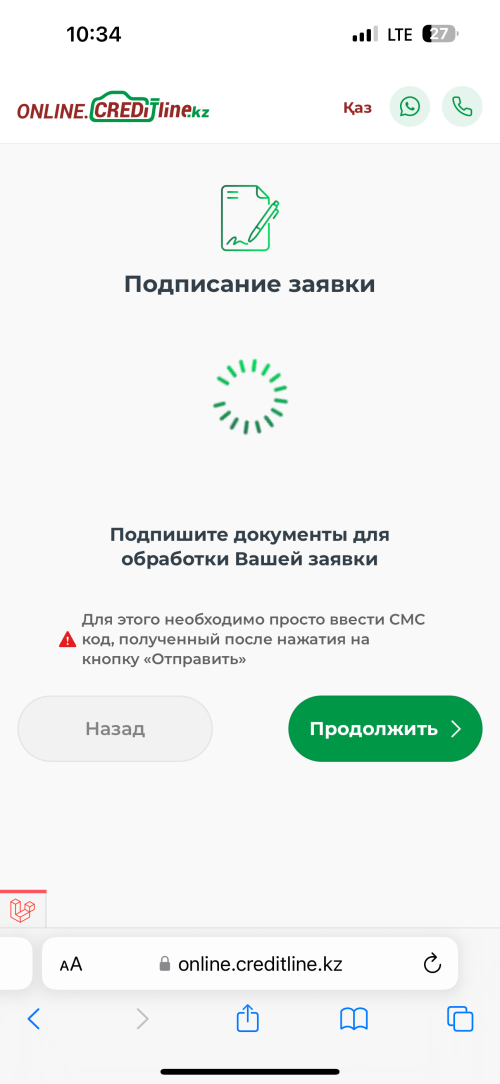 10:34
LTE
27
ONLINE.CREDITline.kz
Қаз
Подписание заявки
Подпишите документы для
обработки Вашей заявки
Для этого необходимо просто ввести СМС
код, полученный после нажатия на
кнопку «Отправить»
Назад
Продолжить
AA
online.creditline.kz